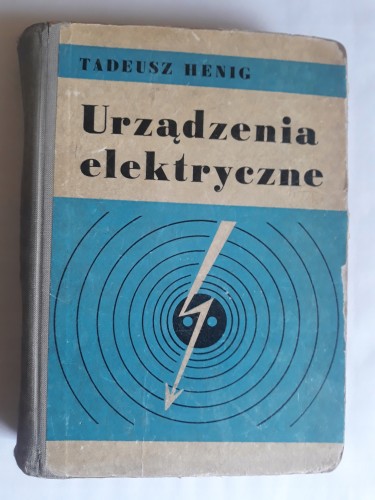 TADEUSZ HENIG
Urządzenia
elektryczne